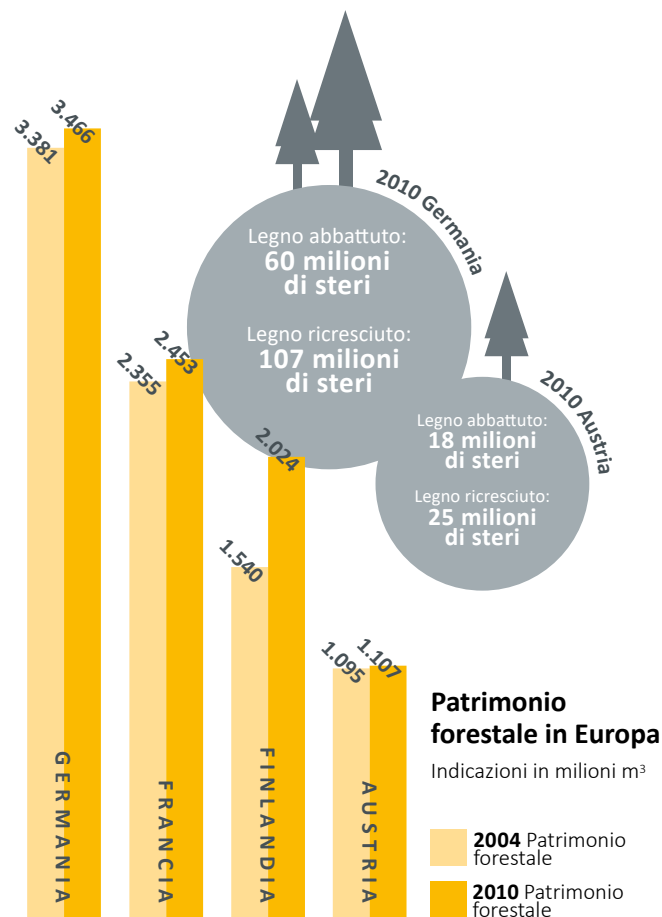 3.381
3.466
2010 Germania
Legno abbattuto:
60 milioni
di steri
Legno ricresciuto:
107 milioni
di steri
2.355
2.453
2010 Austria
Legno abbattuto:
18 milioni
di steri
Legno ricresciuto:
25 milioni
di steri
1.540
2.024
1.095
1.107
GERMANIA
FRANCIA
FINLANDIA
AUSTRIA
Patrimonio
forestale in Europa
Indicazioni in milioni m³
2004 Patrimonio
forestale
2010 Patrimonio
forestale